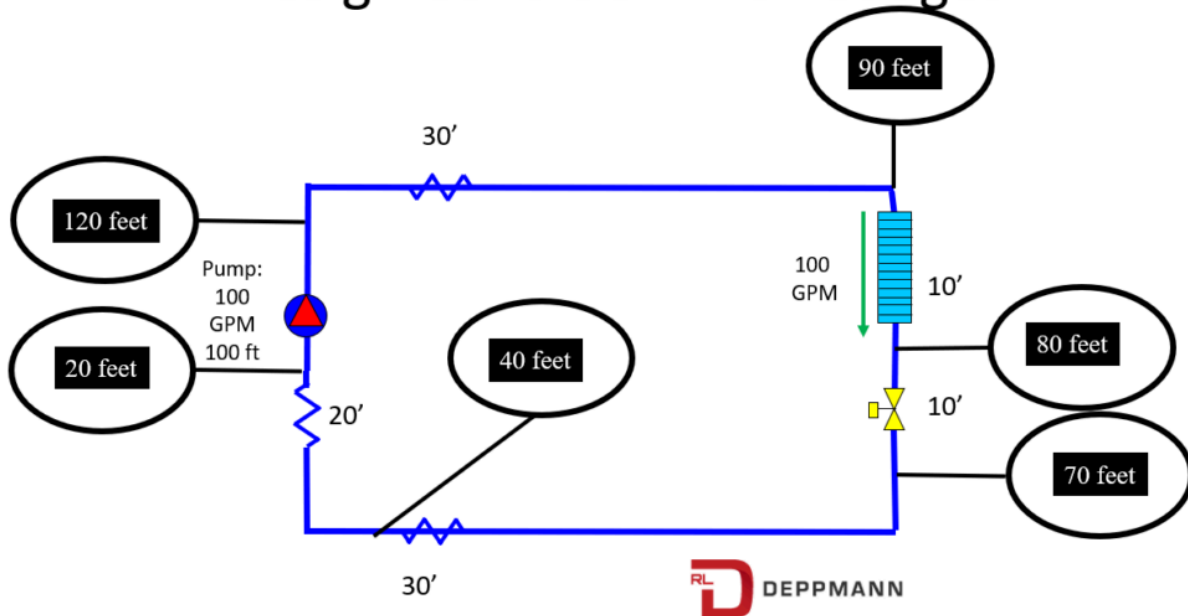 90 feet
30’
120 feet
Pump:
100
GPM
100 ft
100
GPM
10’
20 feet
40 feet
80 feet
20’
10’
70 feet
30’
RL D DEPPMANN